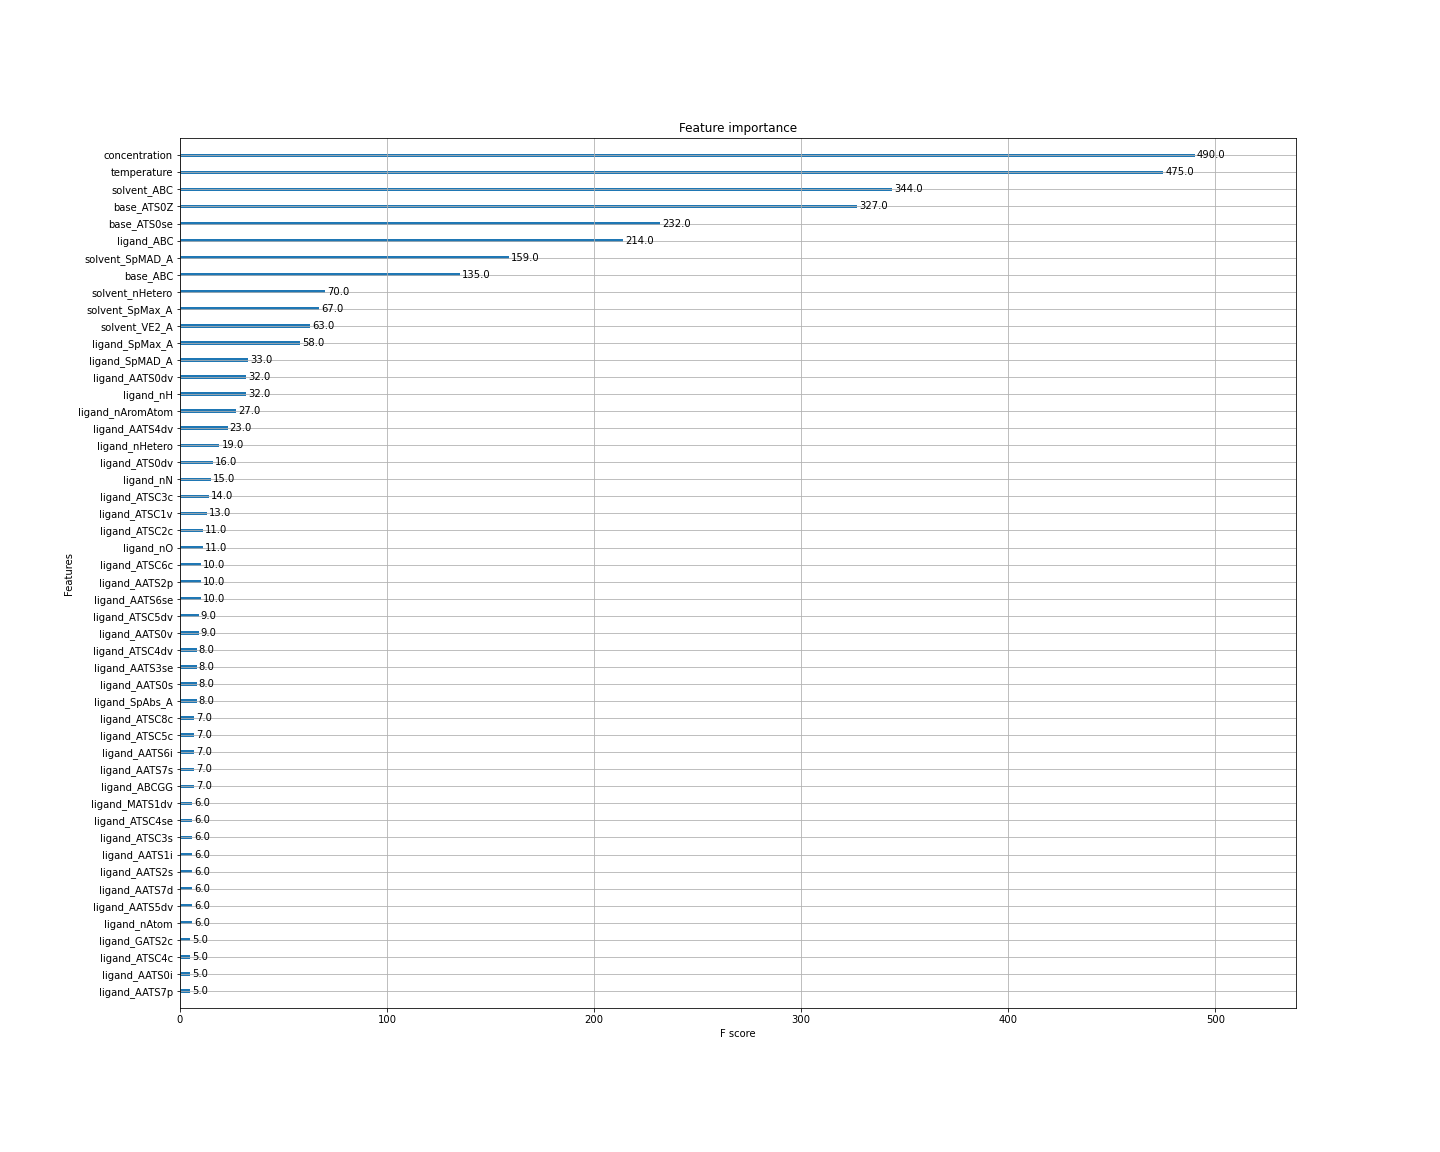 Feature importance
concentration 490.0
temperature 475.0
solvent_ABC 344.0
base_ATS0Z 327.0
base_ATS0se 232.0
ligand_ABC 214.0
solvent_SpMAD_A 159.0
base_ABC 135.0
solvent_nHetero 70.0
solvent_SpMax_A 67.0
solvent_VE2_A 63.0
ligand_SpMax_A 58.0
ligand_SpMAD_A 33.0
ligand_AATS0dv 32.0
ligand_nH 32.0
ligand_nAromAtom 27.0
ligand_AATS4dv 23.0
ligand_nHetero 19.0
ligand_ATS0dv 16.0
ligand_nN 15.0
ligand_ATSC3c 14.0
ligand_ATSC1v 13.0
ligand_ATSC2c 11.0
ligand_nO 11.0
ligand_ATSC6c 10.0
ligand_AATS2p 10.0
ligand_AATS6se 10.0
ligand_ATSC5dv 9.0
ligand_AATS0v 9.0
ligand_ATSC4dv 8.0
ligand_AATS3se 8.0
ligand_AATS0s 8.0
ligand_SpAbs_A 8.0
ligand_ATSC8c 7.0
ligand_ATSC5c 7.0
ligand_AATS6i 7.0
ligand_AATS7s 7.0
ligand_ABCGG 7.0
ligand_MATS1dv 6.0
ligand_ATSC4se 6.0
ligand_ATSC3s 6.0
ligand_AATS1i 6.0
ligand_AATS2s 6.0
ligand_AATS7d 6.0
ligand_AATS5dv 6.0
ligand_nAtom 6.0
ligand_GATS2c 5.0
ligand_ATSC4c 5.0
ligand_AATS0i 5.0
ligand_AATS7p 5.0
Features
0 100 200 300 400 500
F score